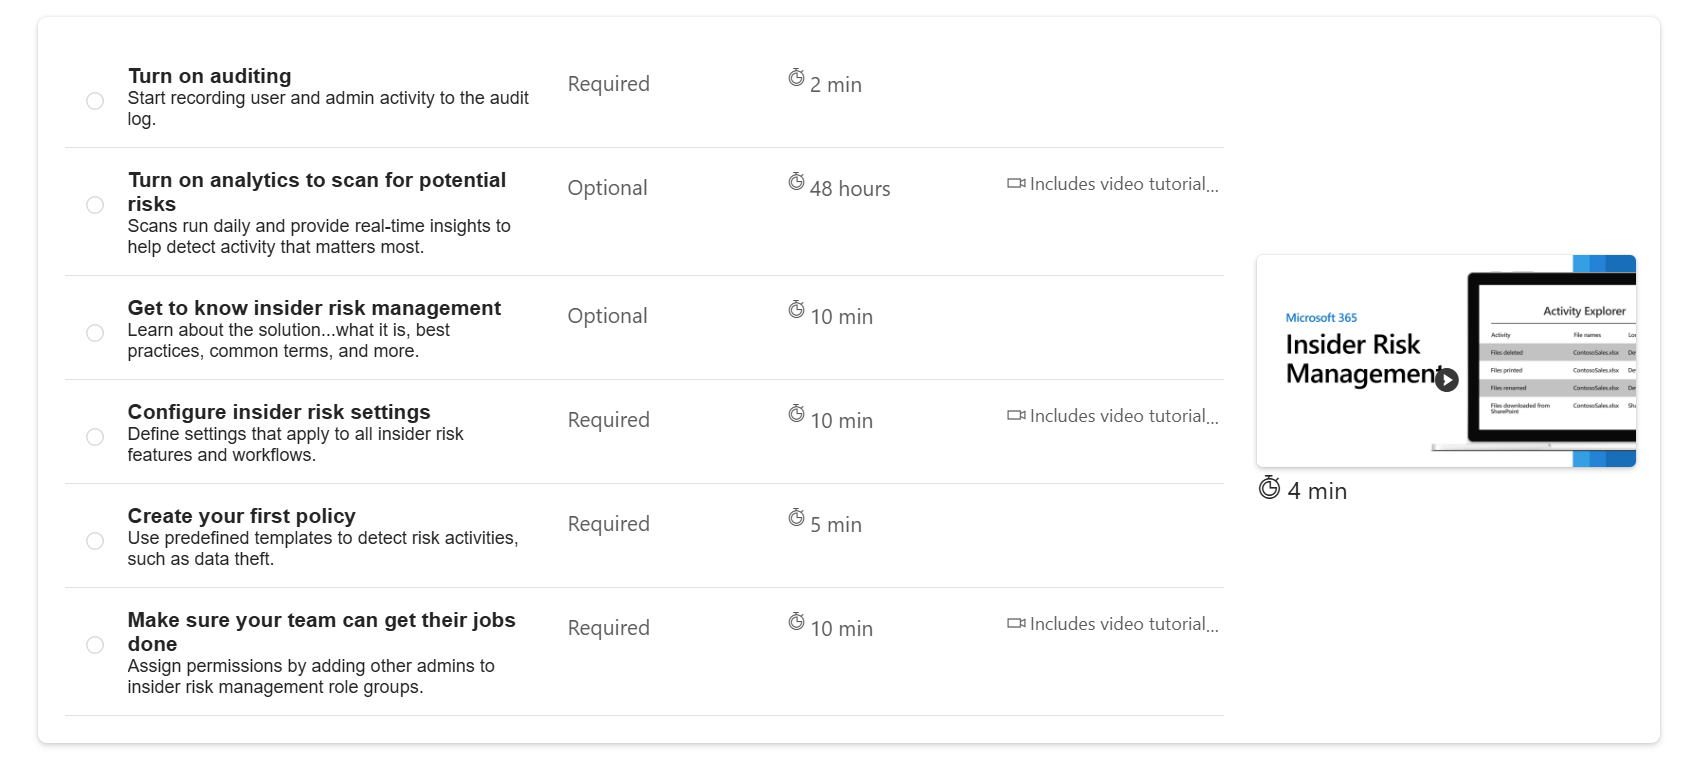 Turn on auditing
Start recording user and admin activity to the audit
log.
Required
2 min
Turn on analytics to scan for potential
risks
Scans run daily and provide real-time insights to
help detect activity that matters most.
Optional
48 hours
Includes video tutorial...
Get to know insider risk management
Learn about the solution...what it is, best
practices, common terms, and more.
Optional
10 min
Configure insider risk settings
Define settings that apply to all insider risk
features and workflows.
Required
10 min
Includes video tutorial...
Create your first policy
Use predefined templates to detect risk activities,
such as data theft.
Required
5 min
Make sure your team can get their jobs
done
Assign permissions by adding other admins to
insider risk management role groups.
Required
10 min
Includes video tutorial...
Microsoft 365
Insider Risk
Management
Activity Explorer
Activity File names Lo
Files deleted ContosoSales.xlsx De
Files printed ContosoSales.xlsx De
Files renamed ContosoSales.xlsx De
Files downloaded from ContosoSales.xlsx Sh
SharePoint
4 min